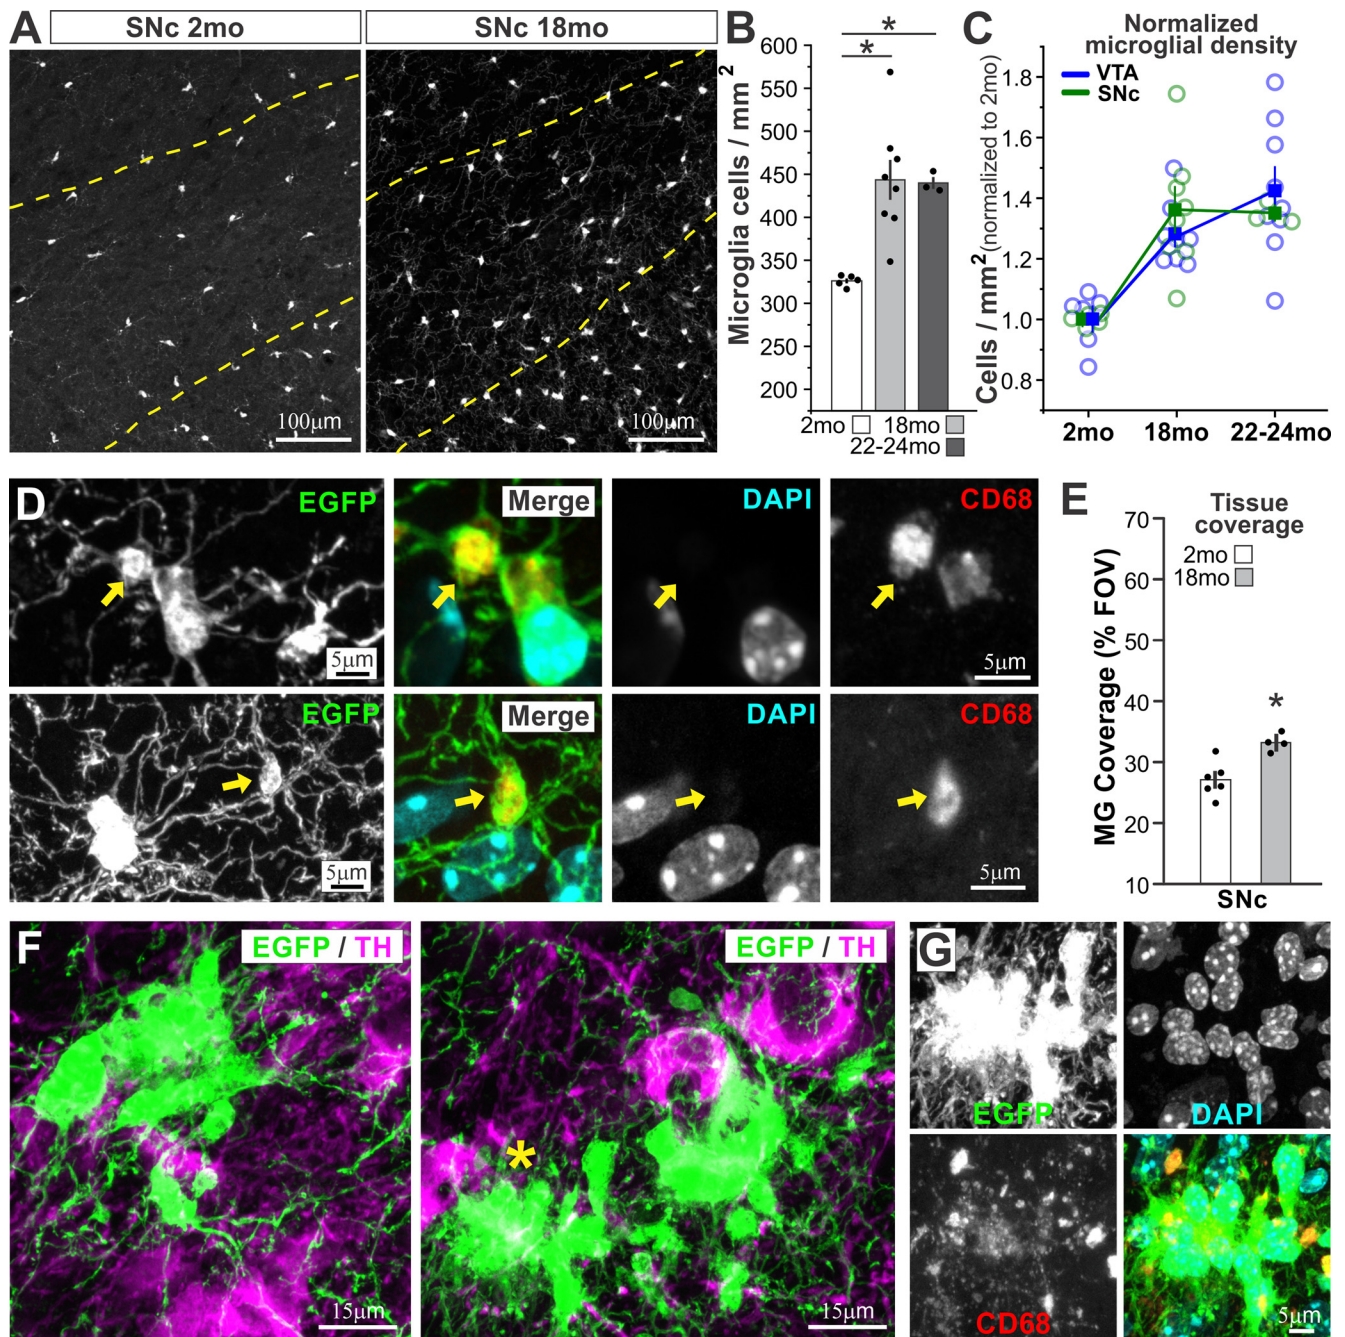 A
SNc 2mo
SNc 18mo
100µm
100µm
B
*
*
Microglia cells / mm²
600
550
500
450
400
350
300
250
200
2mo
18mo
22-24mo
C
Normalized
microglial density
VTA
SNc
Cells / mm² (normalized to 2mo)
1.8
1.6
1.4
1.2
1.0
0.8
2mo
18mo
22-24mo
D
EGFP
Merge
DAPI
CD68
5µm
5µm
EGFP
Merge
DAPI
CD68
5µm
5µm
E
Tissue
coverage
2mo
18mo
MG Coverage (% FOV)
70
60
50
40
30
20
10
*
SNc
F
EGFP / TH
15µm
EGFP / TH
*
15µm
G
EGFP
DAPI
CD68
5µm